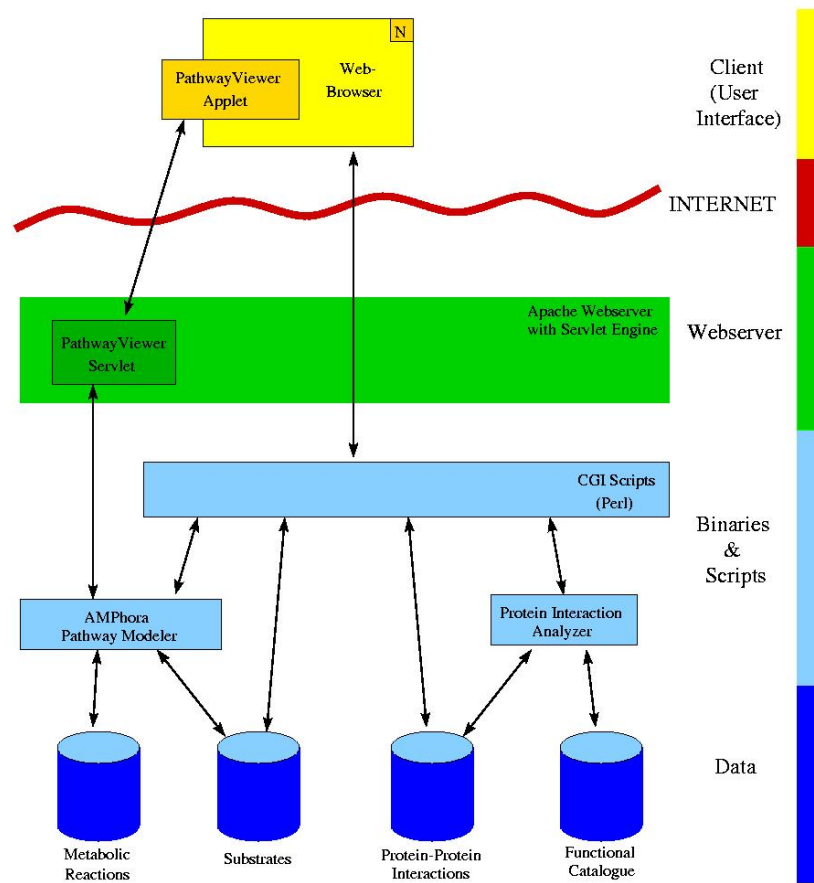 N
PathwayViewer
Applet
Web-
Browser
Client
(User
Interface)
INTERNET
Apache Webserver
with Servlet Engine
PathwayViewer
Servlet
Webserver
CGI Scripts
(Perl)
Binaries
&
Scripts
AMPhora
Pathway Modeler
Protein Interaction
Analyzer
Data
Metabolic
Reactions
Substrates
Protein-Protein
Interactions
Functional
Catalogue